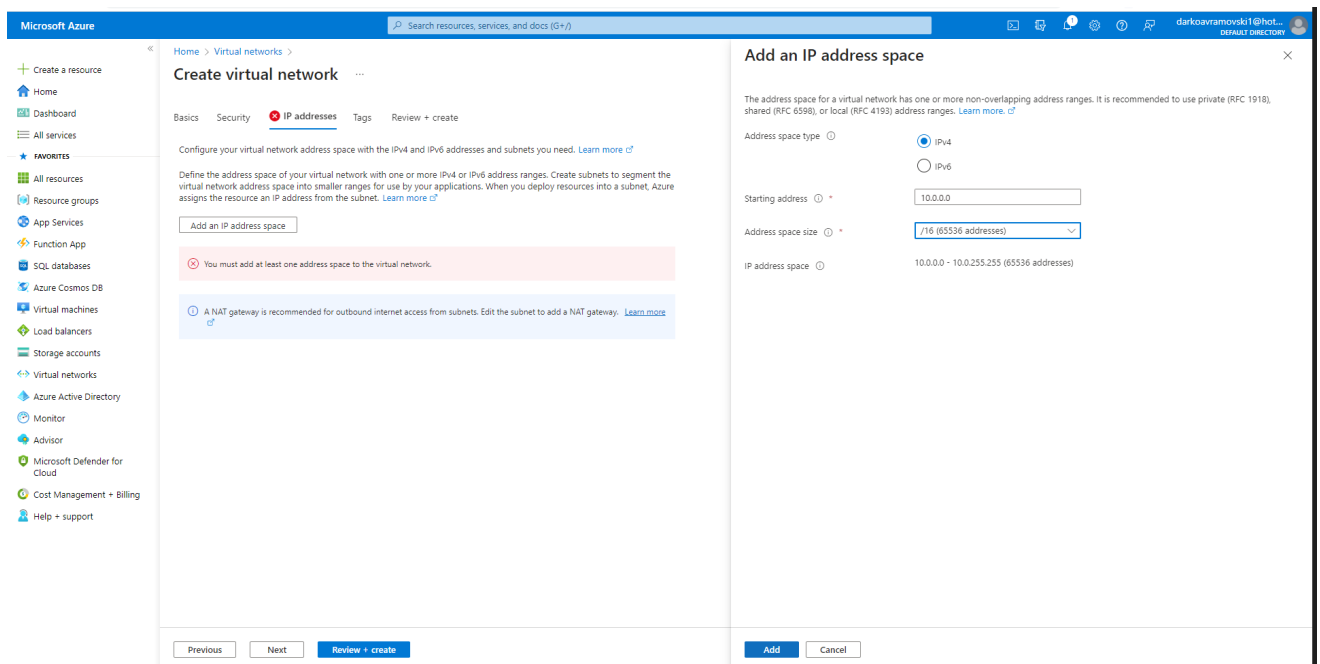 Microsoft Azure
Search resources, services, and docs (G+/)
1
darkoavramovski1@hot...
DEFAULT DIRECTORY
Create a resource
Home
Dashboard
All services
FAVORITES
All resources
Resource groups
App Services
Function App
SQL databases
Azure Cosmos DB
Virtual machines
Load balancers
Storage accounts
Virtual networks
Azure Active Directory
Monitor
Advisor
Microsoft Defender for
Cloud
Cost Management + Billing
Help + support
Home > Virtual networks >
Create virtual network ...
Basics Security IP addresses Tags Review + create
Configure your virtual network address space with the IPv4 and IPv6 addresses and subnets you need. Learn more
Define the address space of your virtual network with one or more IPv4 or IPv6 address ranges. Create subnets to segment the
virtual network address space into smaller ranges for use by your applications. When you deploy resources into a subnet, Azure
assigns the resource an IP address from the subnet. Learn more
Add an IP address space
You must add at least one address space to the virtual network.
A NAT gateway is recommended for outbound internet access from subnets. Edit the subnet to add a NAT gateway. Learn more
Previous Next Review + create
Add an IP address space
The address space for a virtual network has one or more non-overlapping address ranges. It is recommended to use private (RFC 1918),
shared (RFC 6598), or local (RFC 4193) address ranges. Learn more.
Address space type
IPv4
IPv6
Starting address *
10.0.0.0
Address space size *
/16 (65536 addresses)
IP address space
10.0.0.0 - 10.0.255.255 (65536 addresses)
Add Cancel